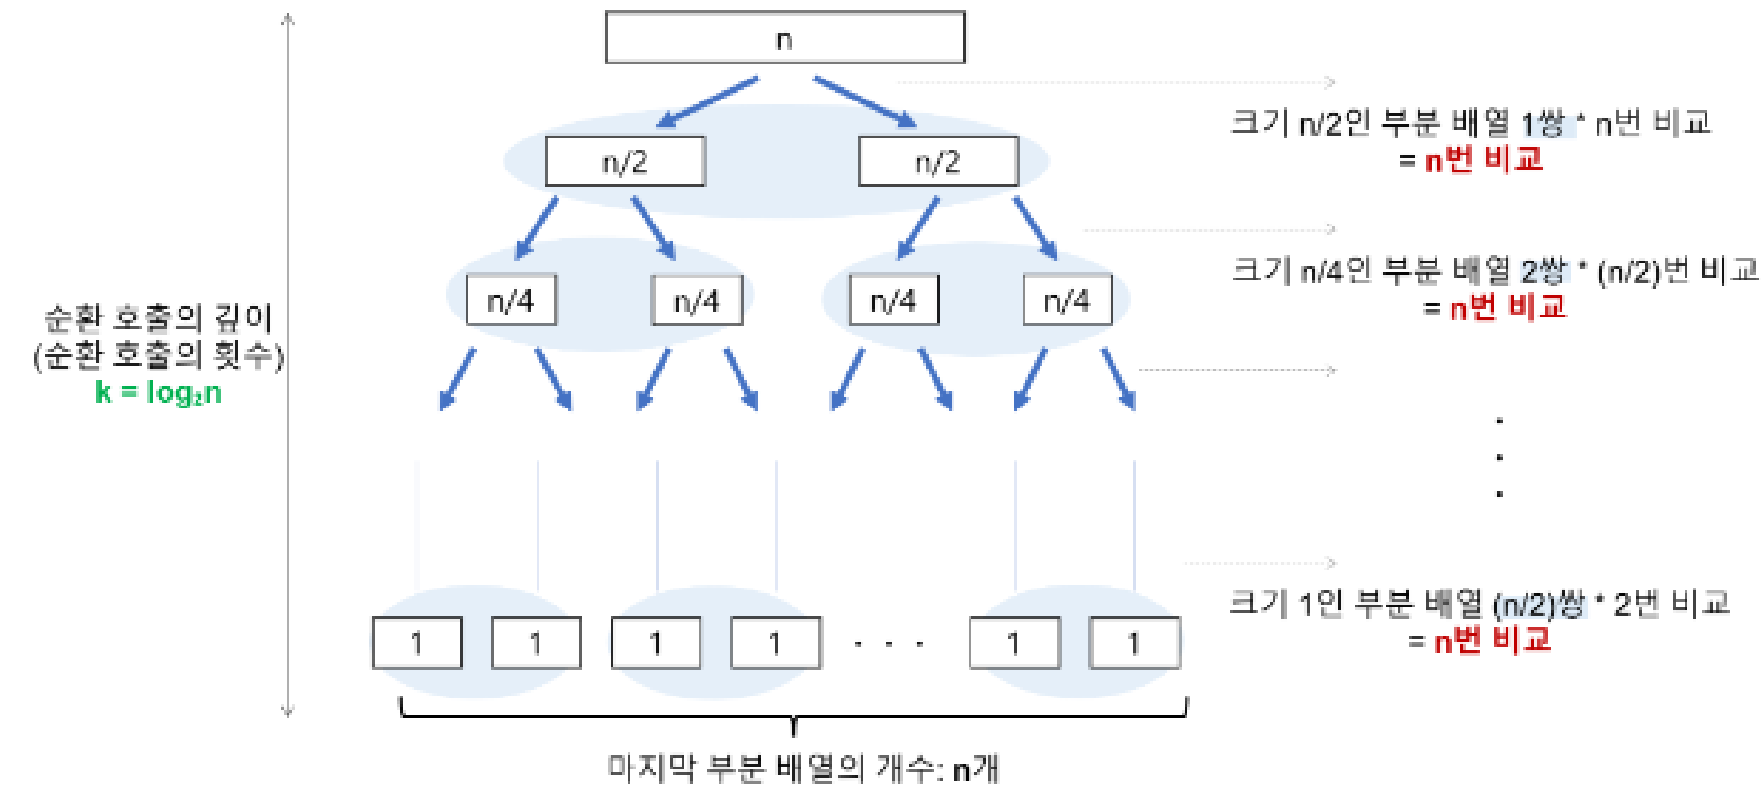 n
크기 n/2인 부분 배열 1쌍 * n번 비교
= n번 비교
n/2 n/2
크기 n/4인 부분 배열 2쌍 * (n/2)번 비교
= n번 비교
n/4 n/4 n/4 n/4
순환 호출의 깊이
(순환 호출의 횟수)
k = log₂n
크기 1인 부분 배열 (n/2)쌍 * 2번 비교
= n번 비교
1 1 1 1 · · · 1 1
마지막 부분 배열의 개수: n개